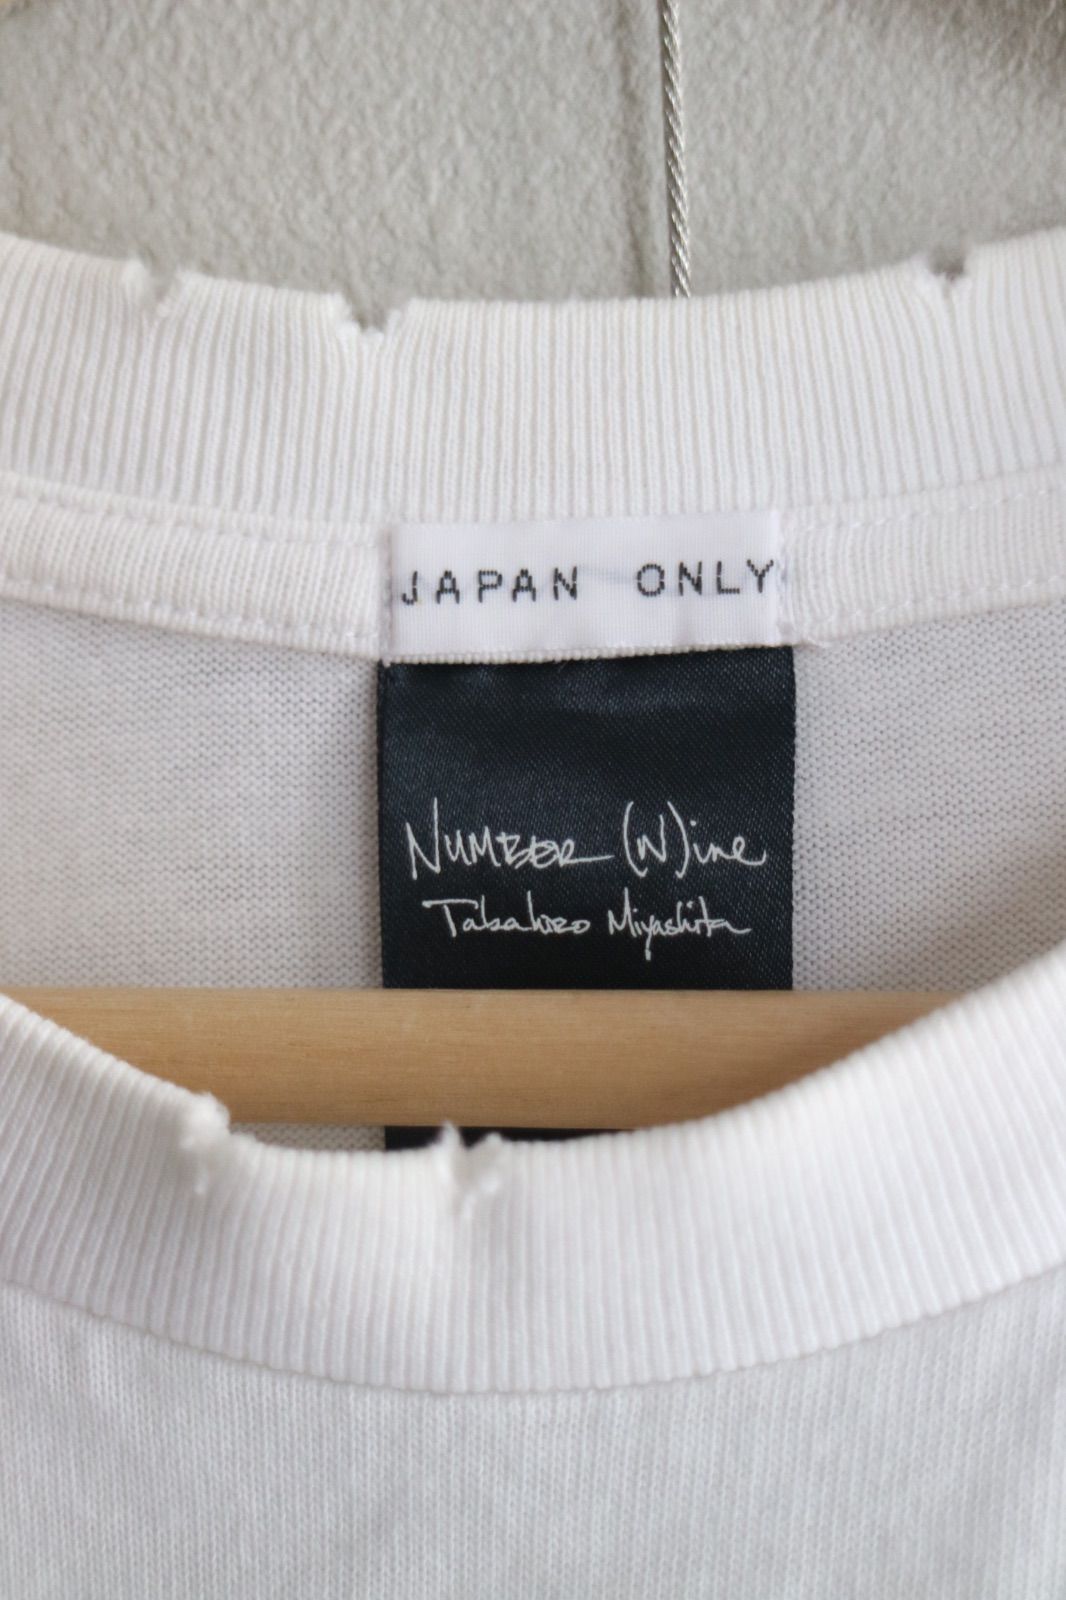 JAPAN ONLY
NUMBER (N)ine
Takahiro Miyashita